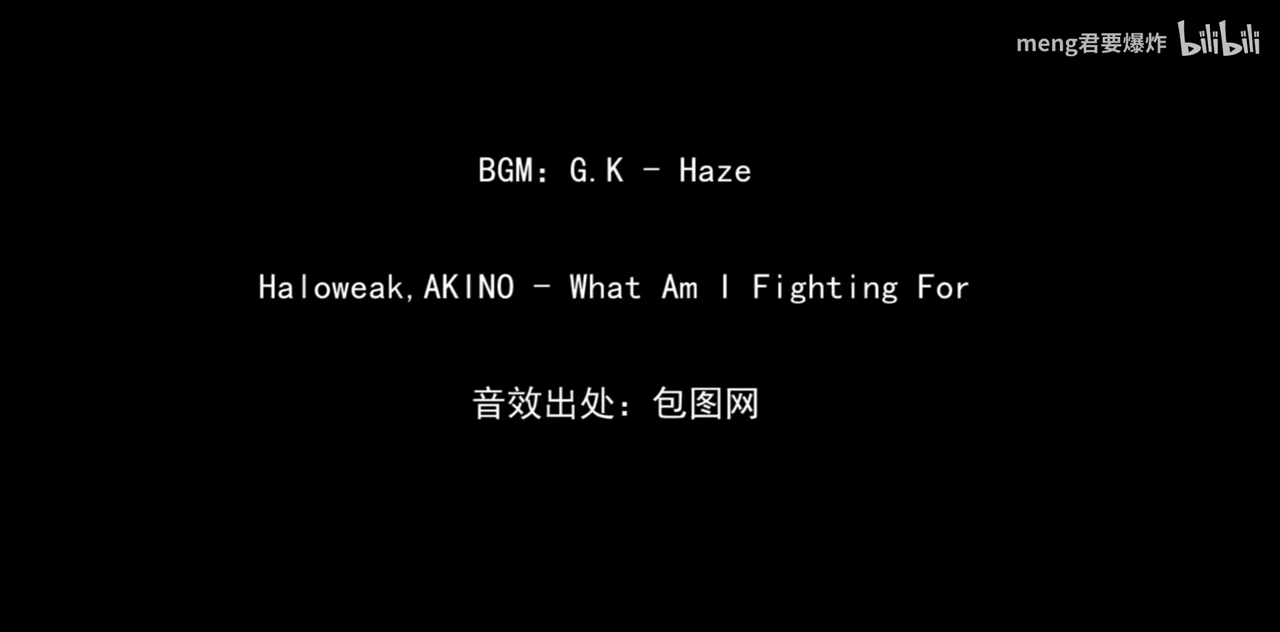 meng君要爆炸 bilibili
BGM：G.K - Haze
Haloweak,AKINO - What Am I Fighting For
音效出处：包图网